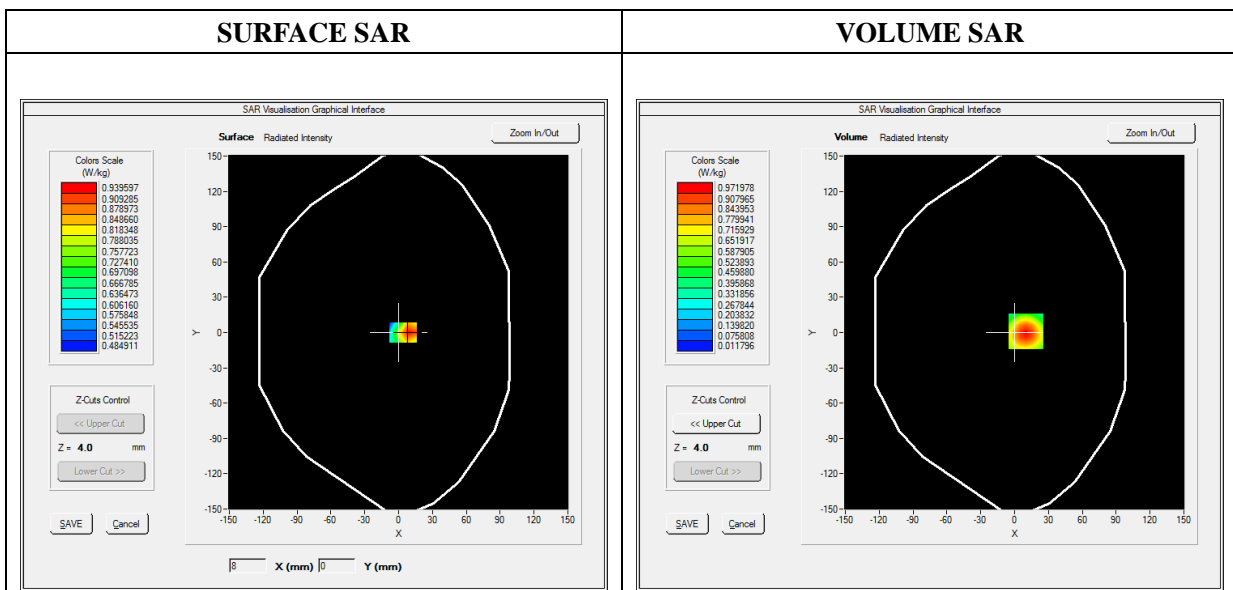 SURFACE SAR
VOLUME SAR
SAR Visualisation Graphical Interface
Surface Radiated Intensity
Zoom In/Out
Colors Scale
(W/kg)
0.939597
0.909285
0.878973
0.848660
0.818348
0.788035
0.757723
0.727410
0.697098
0.666785
0.636473
0.606160
0.575848
0.545535
0.515223
0.484911
Z-Cuts Control
<< Upper Cut
Z = 4.0 mm
Lower Cut >>
SAVE Cancel
150
120
90
60
30
0
-30
-60
-90
-120
-150
Y
-150 -120 -90 -60 -30 0 30 60 90 120 150
X
8 X (mm) 0 Y (mm)
SAR Visualisation Graphical Interface
Volume Radiated Intensity
Zoom In/Out
Colors Scale
(W/kg)
0.971978
0.907965
0.843953
0.779941
0.715929
0.651917
0.587905
0.523893
0.459880
0.395868
0.331856
0.267844
0.203832
0.139820
0.075808
0.011796
Z-Cuts Control
<< Upper Cut
Z = 4.0 mm
Lower Cut >>
SAVE Cancel
150
120
90
60
30
0
-30
-60
-90
-120
-150
Y
-150 -120 -90 -60 -30 0 30 60 90 120 150
X